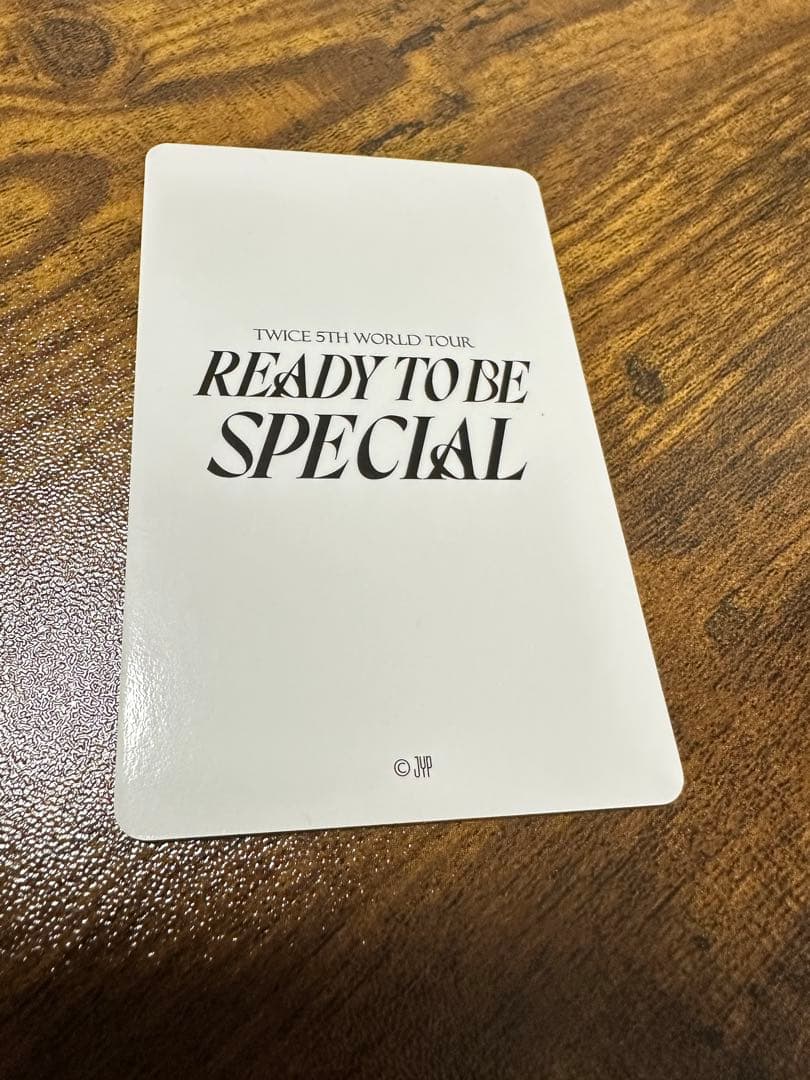 TWICE 5TH WORLD TOUR
READY TO BE
SPECIAL
© JYP